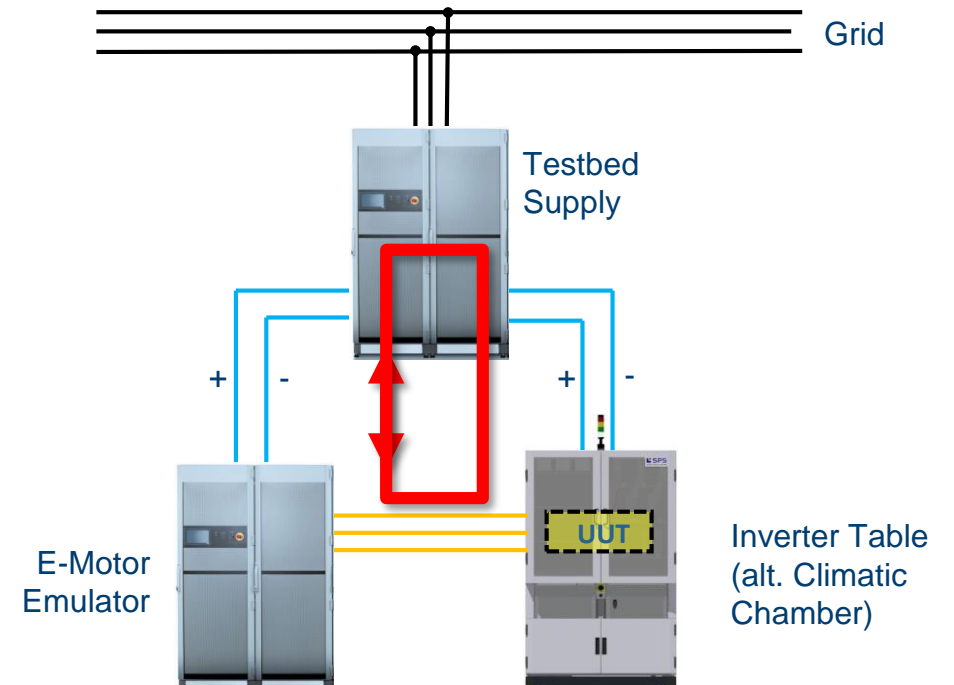 Grid
Testbed
Supply
+
-
+
-
SPS
UUT
E-Motor
Emulator
Inverter Table
(alt. Climatic
Chamber)